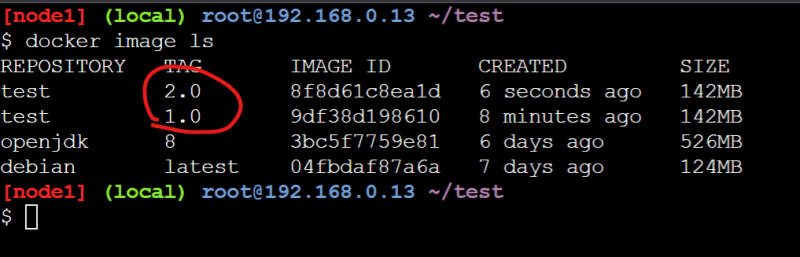 [node1] (local) root@192.168.0.13 ~/test
$ docker image ls
REPOSITORY TAG IMAGE ID CREATED SIZE
test 2.0 8f8d61c8ea1d 6 seconds ago 142MB
test 1.0 9df38d198610 8 minutes ago 142MB
openjdk 8 3bc5f7759e81 6 days ago 526MB
debian latest 04fbdaf87a6a 7 days ago 124MB
[node1] (local) root@192.168.0.13 ~/test
$